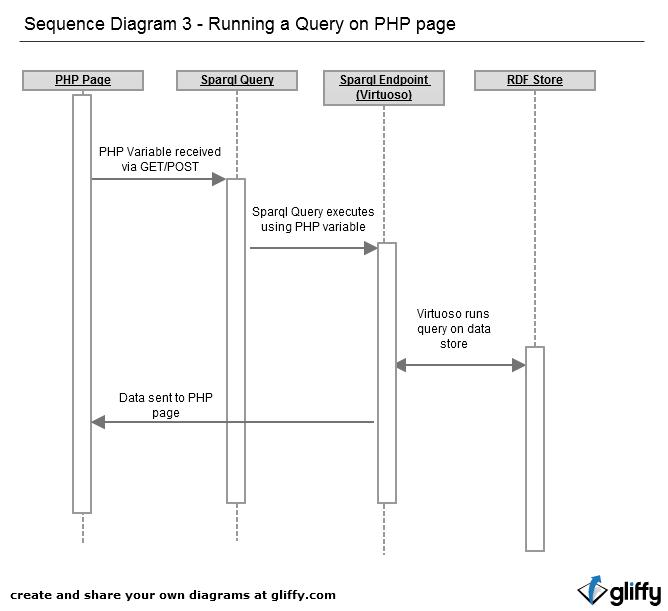 Sequence Diagram 3 - Running a Query on PHP page
PHP Page
Sparql Query
Sparql Endpoint
(Virtuoso)
RDF Store
PHP Variable received
via GET/POST
Sparql Query executes
using PHP variable
Virtuoso runs
query on data
store
Data sent to PHP
page
create and share your own diagrams at gliffy.com
gliffy